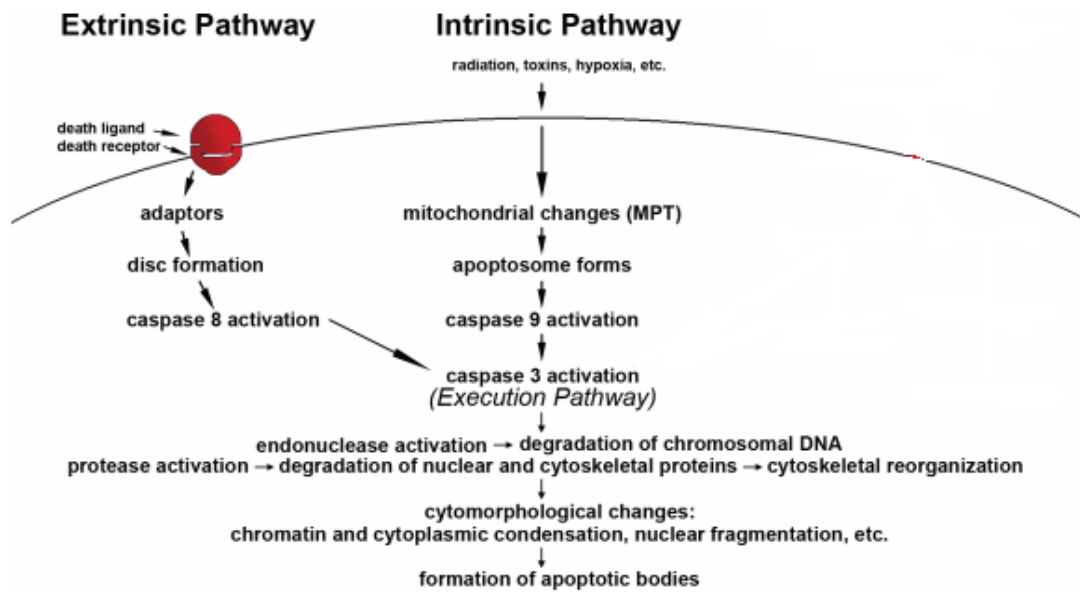 Extrinsic Pathway
Intrinsic Pathway
radiation, toxins, hypoxia, etc.
death ligand
death receptor
adaptors
mitochondrial changes (MPT)
disc formation
apoptosome forms
caspase 8 activation
caspase 9 activation
caspase 3 activation
(Execution Pathway)
endonuclease activation → degradation of chromosomal DNA
protease activation → degradation of nuclear and cytoskeletal proteins → cytoskeletal reorganization
cytomorphological changes:
chromatin and cytoplasmic condensation, nuclear fragmentation, etc.
formation of apoptotic bodies